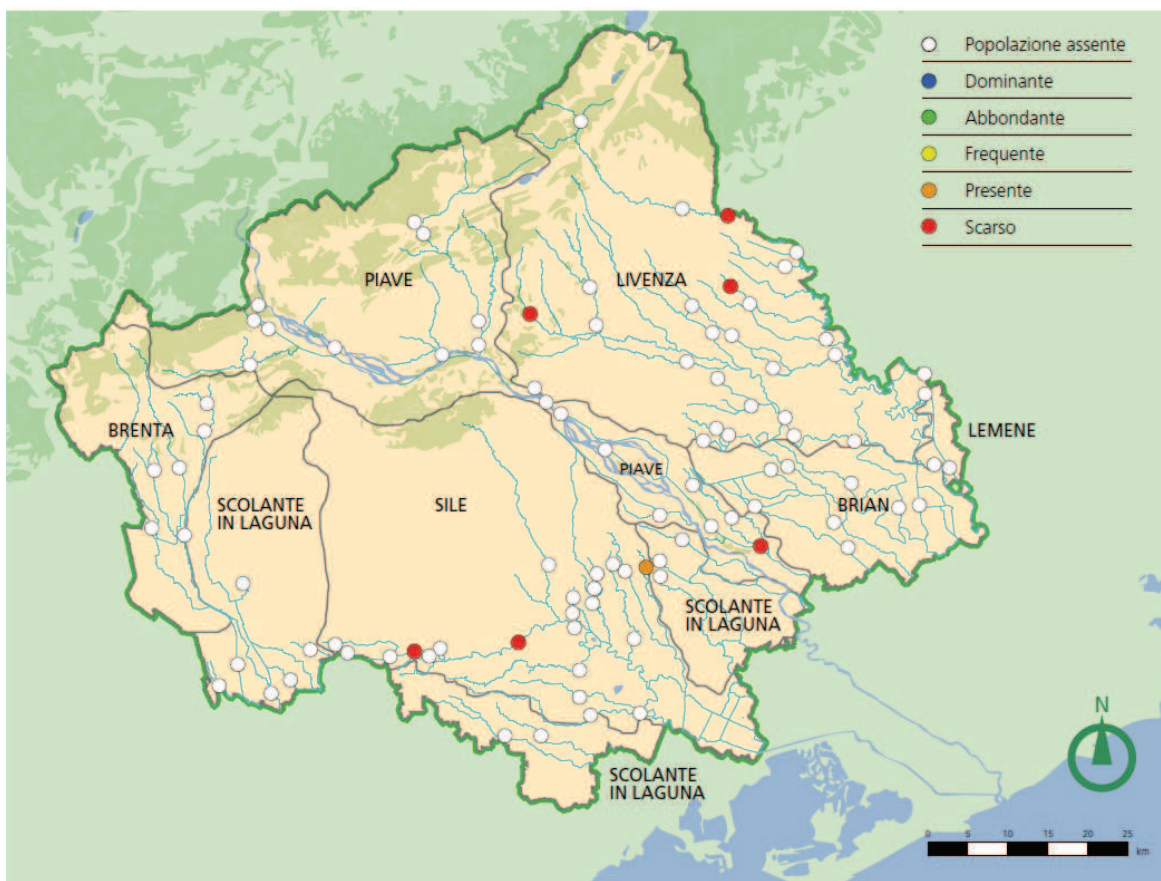 Popolazione assente
Dominante
Abbondante
Frequente
Presente
Scarso
PIAVE
LIVENZA
BRENTA
LEMENE
SCOLANTE
IN LAGUNA
SILE
PIAVE
BRIAN
SCOLANTE
IN LAGUNA
SCOLANTE
IN LAGUNA
N
0 5 10 15 20 25
km